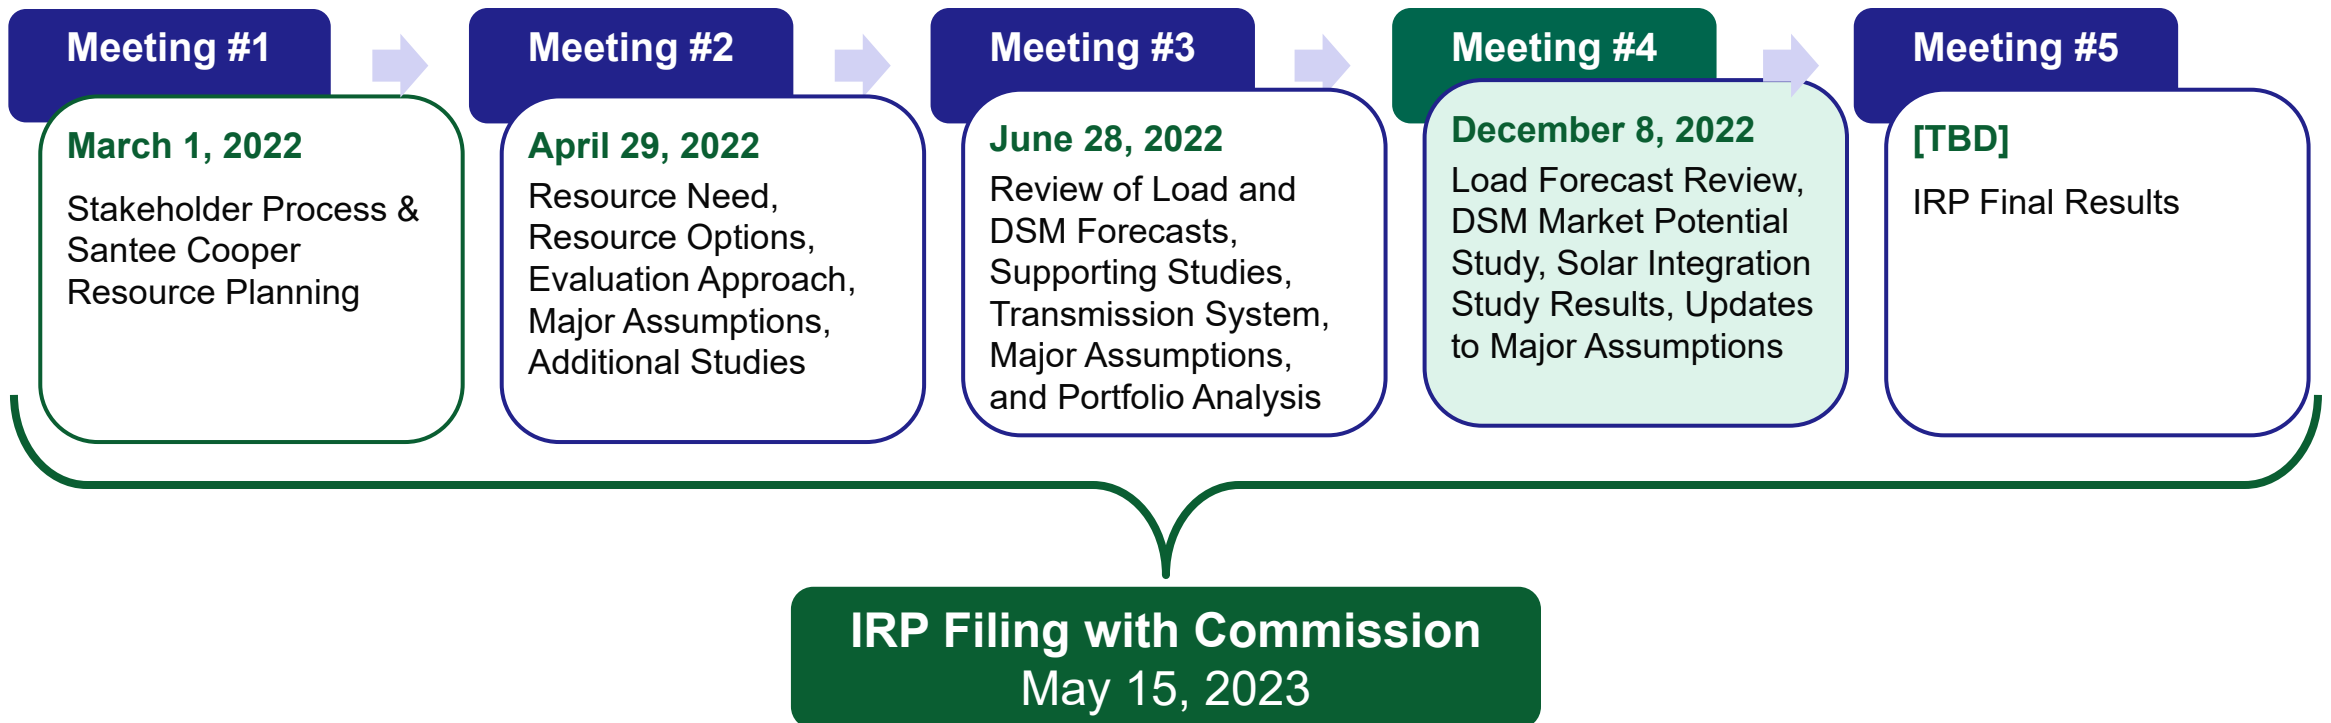 Meeting #1
March 1, 2022
Stakeholder Process &
Santee Cooper
Resource Planning
Meeting #2
April 29, 2022
Resource Need,
Resource Options,
Evaluation Approach,
Major Assumptions,
Additional Studies
Meeting #3
June 28, 2022
Review of Load and
DSM Forecasts,
Supporting Studies,
Transmission System,
Major Assumptions,
and Portfolio Analysis
Meeting #4
December 8, 2022
Load Forecast Review,
DSM Market Potential
Study, Solar Integration
Study Results, Updates
to Major Assumptions
Meeting #5
[TBD]
IRP Final Results
IRP Filing with Commission
May 15, 2023